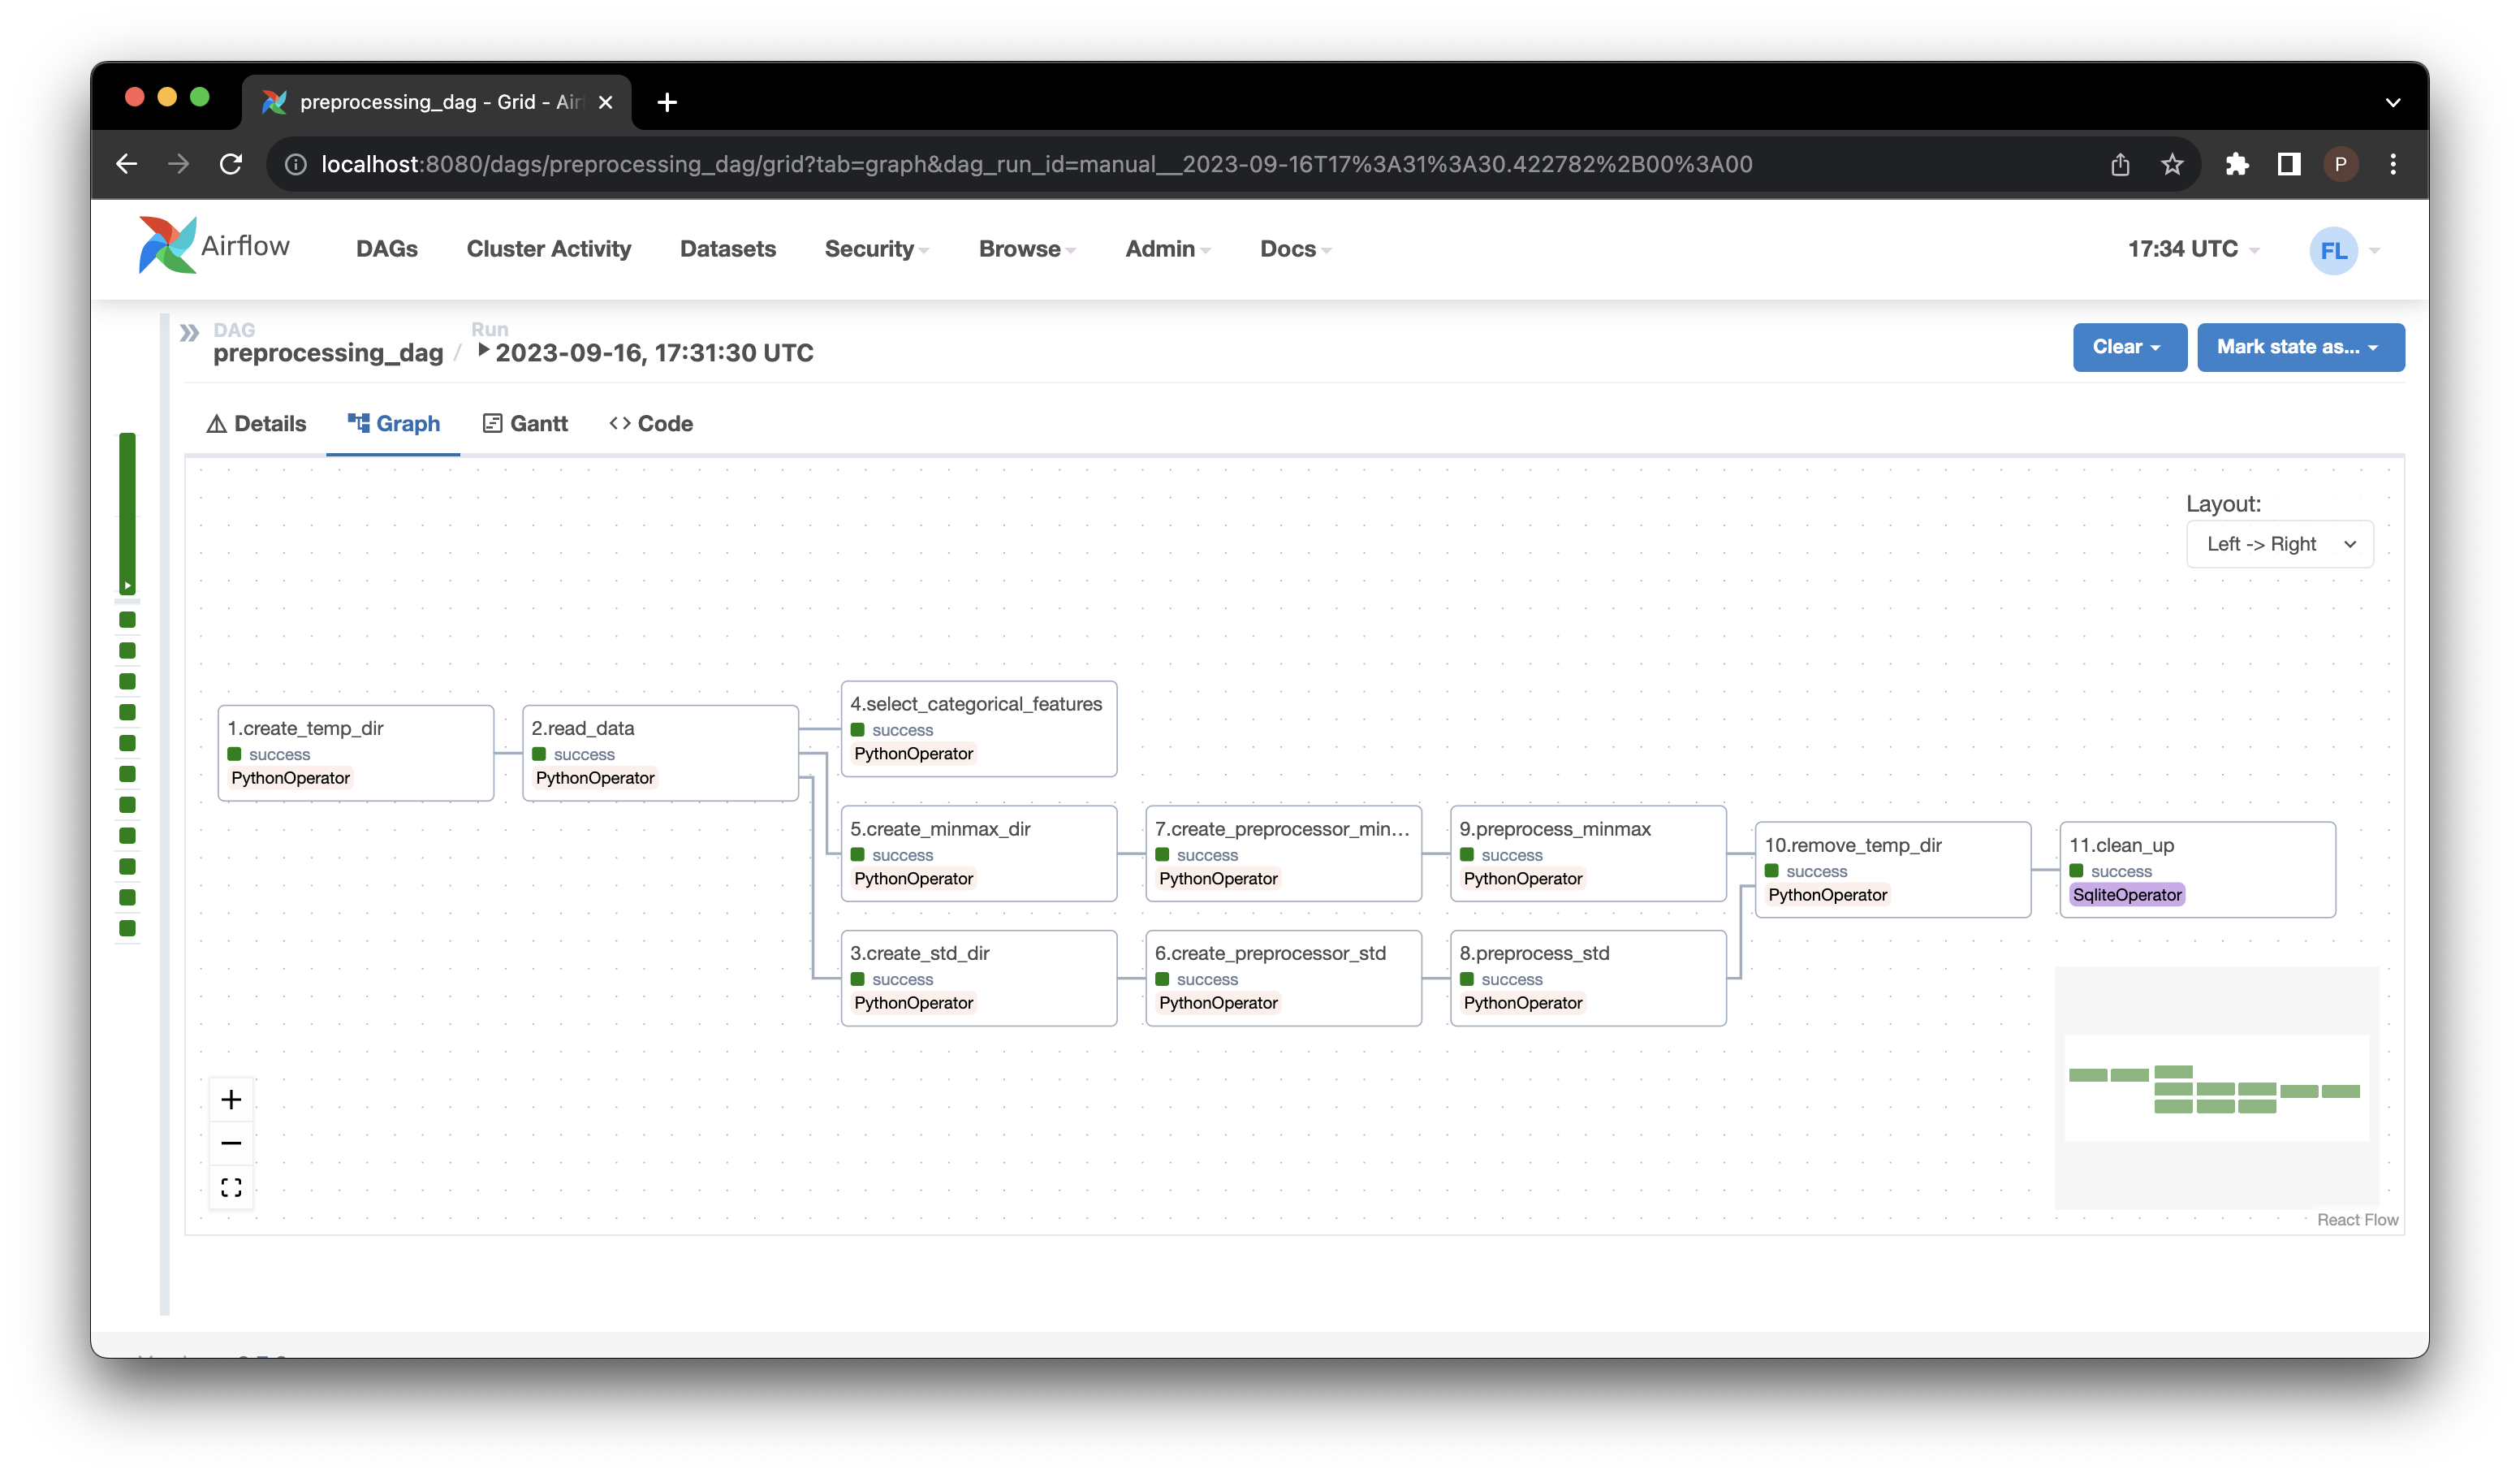 preprocessing_dag - Grid - Air
localhost:8080/dags/preprocessing_dag/grid?tab=graph&dag_run_id=manual__2023-09-16T17%3A31%3A30.422782%2B00%3A00
P
Airflow
DAGs
Cluster Activity
Datasets
Security
Browse
Admin
Docs
17:34 UTC
FL
DAG
preprocessing_dag
/
Run
2023-09-16, 17:31:30 UTC
Clear
Mark state as...
Details
Graph
Gantt
Code
Layout:
Left -> Right
1.create_temp_dir
success
PythonOperator
2.read_data
success
PythonOperator
4.select_categorical_features
success
PythonOperator
5.create_minmax_dir
success
PythonOperator
7.create_preprocessor_min...
success
PythonOperator
9.preprocess_minmax
success
PythonOperator
10.remove_temp_dir
success
PythonOperator
11.clean_up
success
SqliteOperator
3.create_std_dir
success
PythonOperator
6.create_preprocessor_std
success
PythonOperator
8.preprocess_std
success
PythonOperator
React Flow